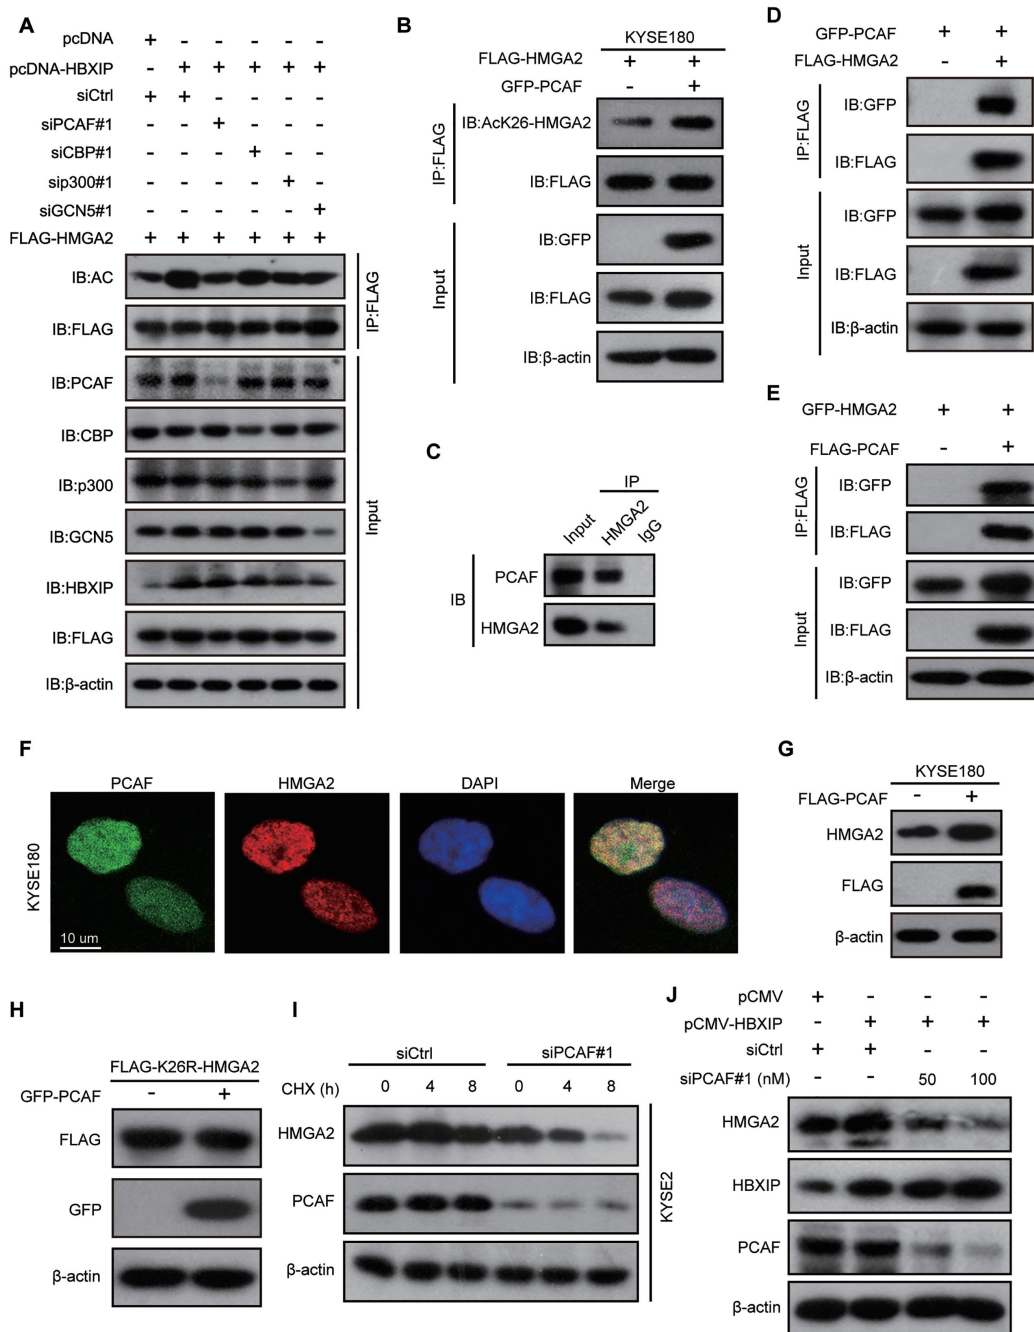 A
pcDNA + - - - - -
pcDNA-HBXIP - + + + + +
siCtrl + + - - - -
siPCAF#1 - - + - - -
siCBP#1 - - - + - -
sip300#1 - - - - + -
siGCN5#1 - - - - - +
FLAG-HMGA2 + + + + + +
IB:AC
IB:FLAG
IP:FLAG
IB:PCAF
IB:CBP
IB:p300
IB:GCN5
IB:HBXIP
IB:FLAG
IB:β-actin
Input
B
KYSE180
FLAG-HMGA2 + +
GFP-PCAF - +
IP:FLAG
IB:AcK26-HMGA2
IB:FLAG
Input
IB:GFP
IB:FLAG
IB:β-actin
C
IP
Input HMGA2 IgG
IB
PCAF
HMGA2
D
GFP-PCAF + +
FLAG-HMGA2 - +
IP:FLAG
IB:GFP
IB:FLAG
Input
IB:GFP
IB:FLAG
IB:β-actin
E
GFP-HMGA2 + +
FLAG-PCAF - +
IP:FLAG
IB:GFP
IB:FLAG
Input
IB:GFP
IB:FLAG
IB:β-actin
F
PCAF HMGA2 DAPI Merge
KYSE180
10 um
G
KYSE180
FLAG-PCAF - +
HMGA2
FLAG
β-actin
H
FLAG-K26R-HMGA2
GFP-PCAF - +
FLAG
GFP
β-actin
I
siCtrl siPCAF#1
CHX (h) 0 4 8 0 4 8
HMGA2
PCAF
β-actin
KYSE2
J
pCMV + - - -
pCMV-HBXIP - + + +
siCtrl + + - -
siPCAF#1 (nM) - - 50 100
HMGA2
HBXIP
PCAF
β-actin